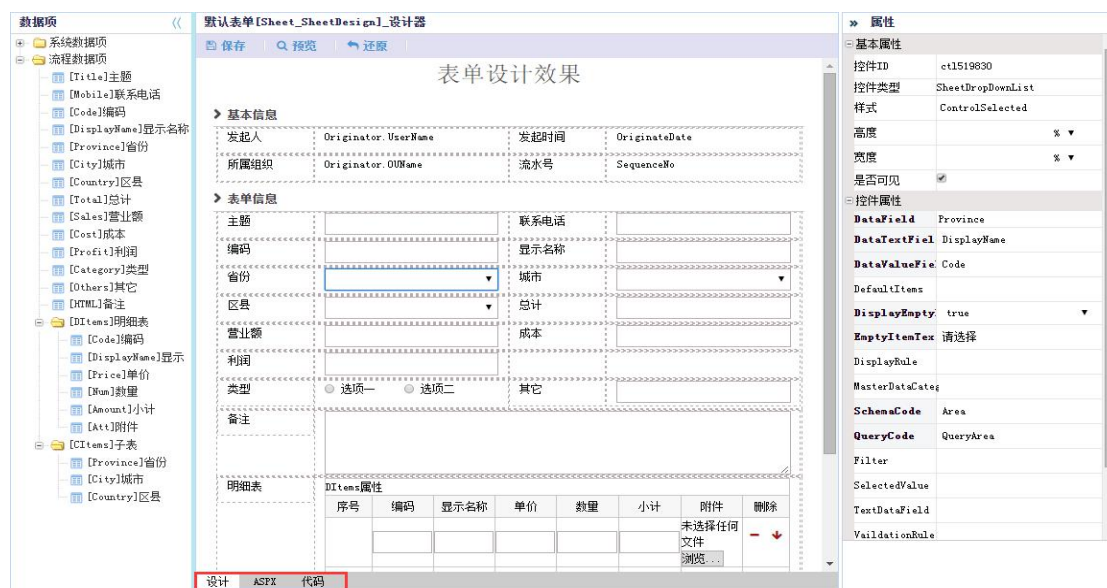 数据项 《
系统数据项
流程数据项
[Title]主题
[Mobile]联系电话
[Code]编码
[DisplayName]显示名称
[Province]省份
[City]城市
[Country]区县
[Total]总计
[Sales]营业额
[Cost]成本
[Profit]利润
[Category]类型
[Others]其它
[HTML]备注
[DItems]明细表
[Code]编码
[DisplayName]显示
[Price]单价
[Num]数量
[Amount]小计
[Att]附件
[CItems]子表
[Province]省份
[City]城市
[Country]区县
默认表单[Sheet_SheetDesign]_设计器
保存 预览 还原
表单设计效果
基本信息
发起人 Originator.UserName 发起时间 OriginateDate
所属组织 Originator.OUName 流水号 SequenceNo
表单信息
主题 联系电话
编码 显示名称
省份 城市
区县 总计
营业额 成本
利润
类型 选项一 选项二 其它
备注
明细表 DItems属性
序号 编码 显示名称 单价 数量 小计 附件 删除
未选择任何
文件
浏览...
设计 ASPX 代码
» 属性
基本属性
控件ID ctl519830
控件类型 SheetDropDownList
样式 ControlSelected
高度 %
宽度 %
是否可见
控件属性
DataField Province
DataTextFiel DisplayName
DataValueFie Code
DefaultItems
DisplayEmpty true
EmptyItemTex 请选择
DisplayRule
MasterDataCateg
SchemaCode Area
QueryCode QueryArea
Filter
SelectedValue
TextDataField
VaildationRule